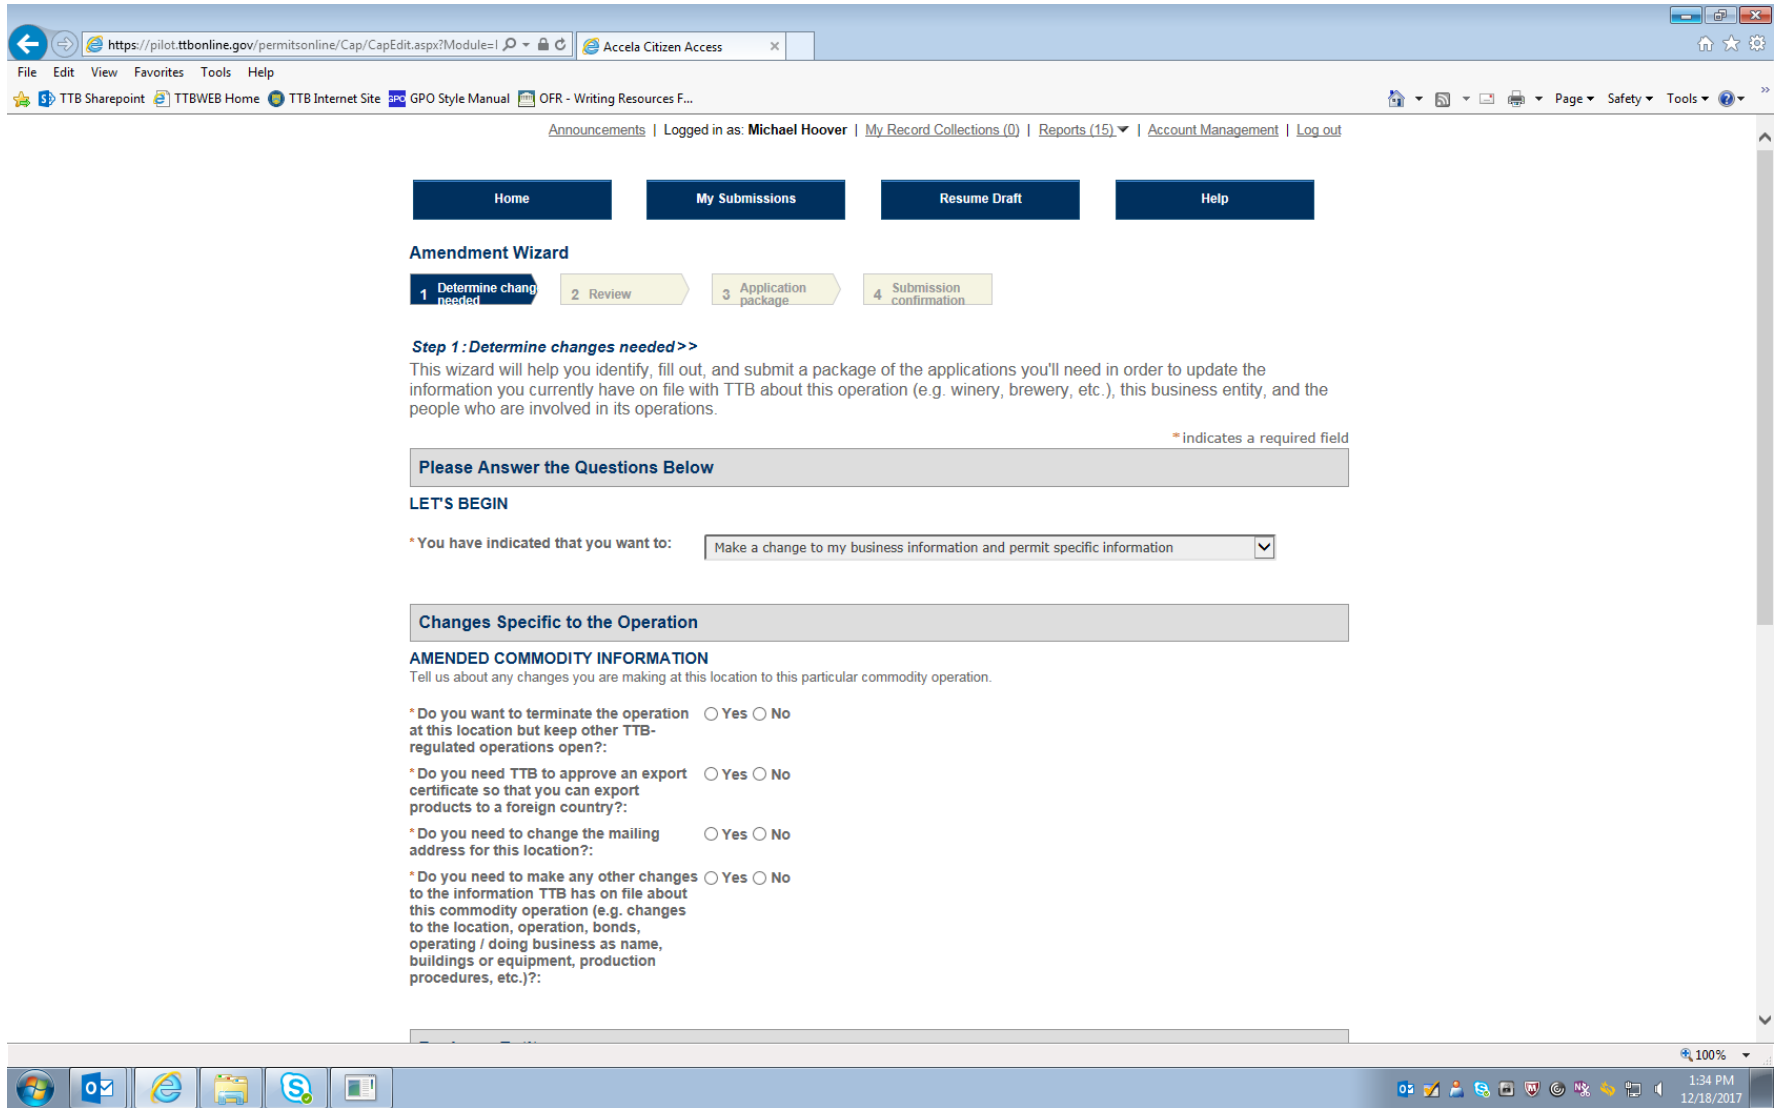 https://pilot.ttbonline.gov/permitsonline/Cap/CapEdit.aspx?Module=l
Accela Citizen Access
File Edit View Favorites Tools Help
TTB Sharepoint TTBWEB Home TTB Internet Site GPO GPO Style Manual OFR - Writing Resources F...
Page Safety Tools
Announcements | Logged in as: Michael Hoover | My Record Collections (0) | Reports (15) | Account Management | Log out
Home My Submissions Resume Draft Help
Amendment Wizard
1 Determine chang
needed
2 Review
3 Application
package
4 Submission
confirmation
Step 1: Determine changes needed>>
This wizard will help you identify, fill out, and submit a package of the applications you'll need in order to update the
information you currently have on file with TTB about this operation (e.g. winery, brewery, etc.), this business entity, and the
people who are involved in its operations.
* indicates a required field
Please Answer the Questions Below
LET'S BEGIN
* You have indicated that you want to: Make a change to my business information and permit specific information
Changes Specific to the Operation
AMENDED COMMODITY INFORMATION
Tell us about any changes you are making at this location to this particular commodity operation.
* Do you want to terminate the operation Yes No
at this location but keep other TTB-
regulated operations open?:
* Do you need TTB to approve an export Yes No
certificate so that you can export
products to a foreign country?:
* Do you need to change the mailing Yes No
address for this location?:
* Do you need to make any other changes Yes No
to the information TTB has on file about
this commodity operation (e.g. changes
to the location, operation, bonds,
operating / doing business as name,
buildings or equipment, production
procedures, etc.)?:
100%
1:34 PM
12/18/2017